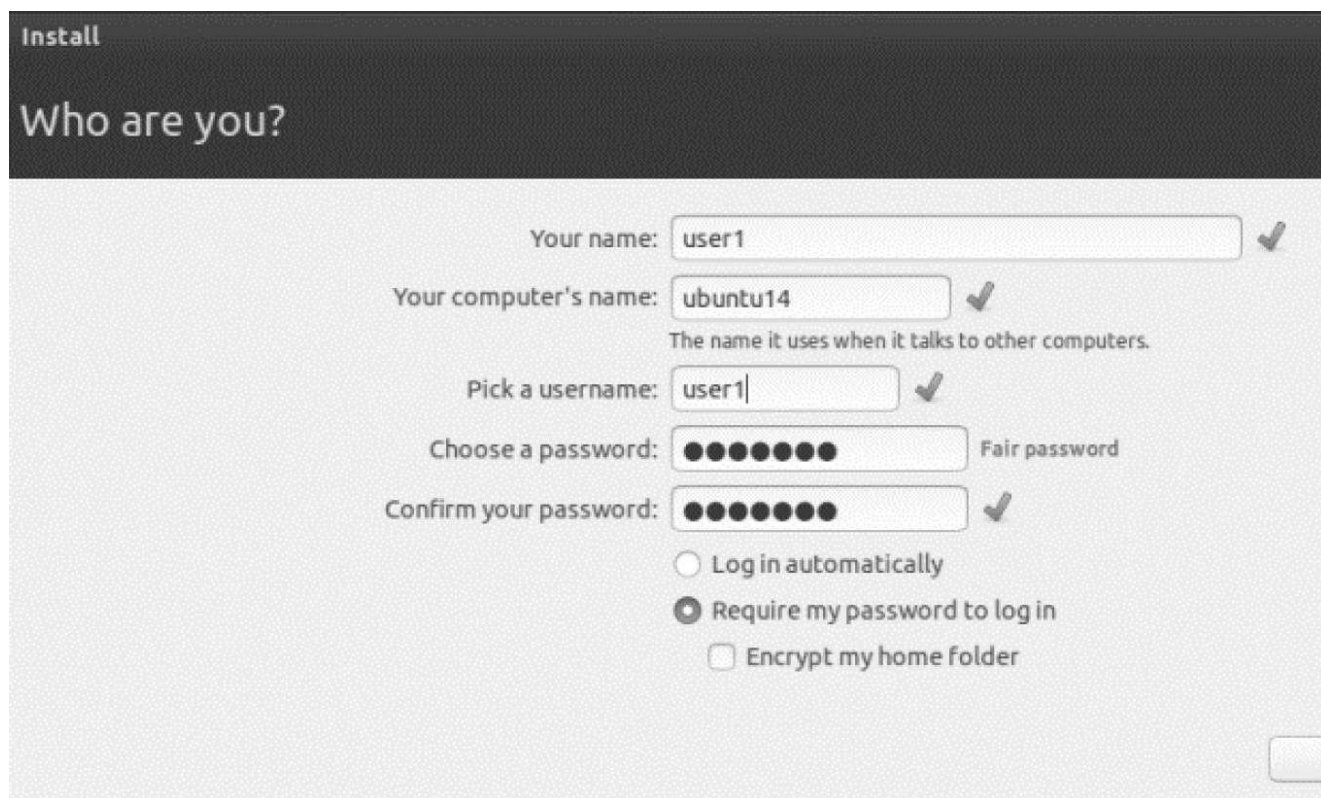 Install
Who are you?
Your name: user1
Your computer's name: ubuntu14
The name it uses when it talks to other computers.
Pick a username: user1
Choose a password: ●●●●●●● Fair password
Confirm your password: ●●●●●●●
Log in automatically
Require my password to log in
Encrypt my home folder